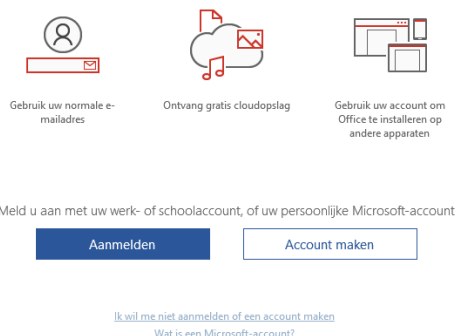 Gebruik uw normale e-
mailadres
Ontvang gratis cloudopslag
Gebruik uw account om
Office te installeren op
andere apparaten
Meld u aan met uw werk- of schoolaccount, of uw persoonlijke Microsoft-account
Aanmelden
Account maken
Ik wil me niet aanmelden of een account maken
Wat is een Microsoft-account?